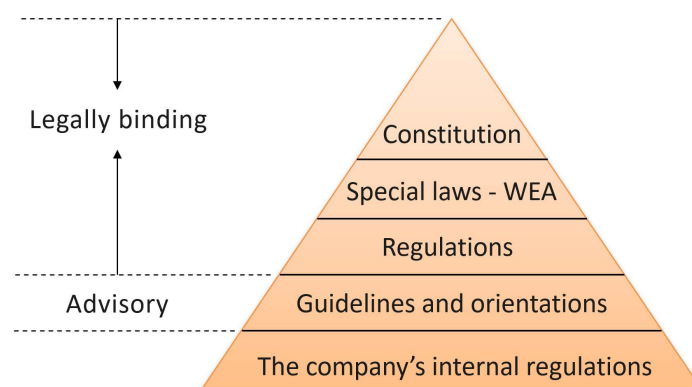 Legally binding
Constitution
Special laws - WEA
Regulations
Advisory
Guidelines and orientations
The company’s internal regulations